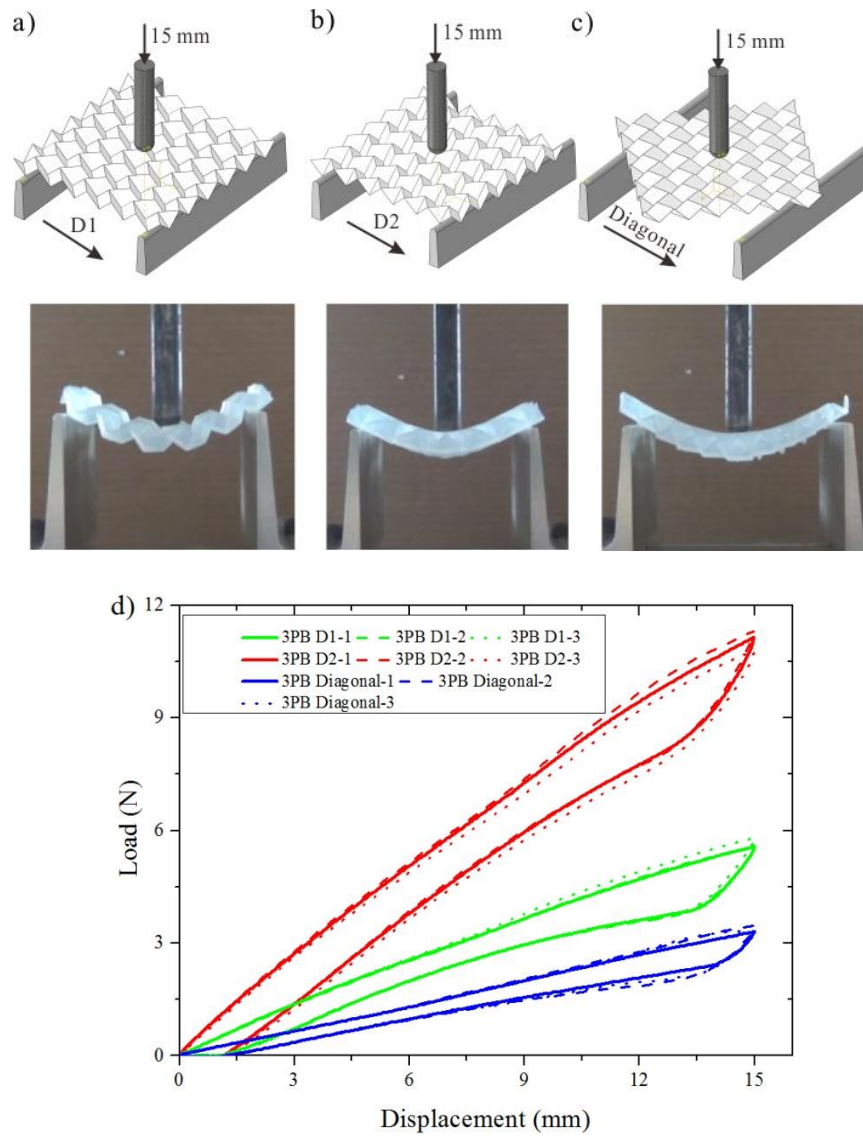 a)
15 mm
D1
b)
15 mm
D2
c)
15 mm
Diagonal
d)
12
9
6
3
0
Load (N)
3PB D1-1 3PB D1-2 3PB D1-3
3PB D2-1 3PB D2-2 3PB D2-3
3PB Diagonal-1 3PB Diagonal-2
3PB Diagonal-3
0 3 6 9 12 15
Displacement (mm)